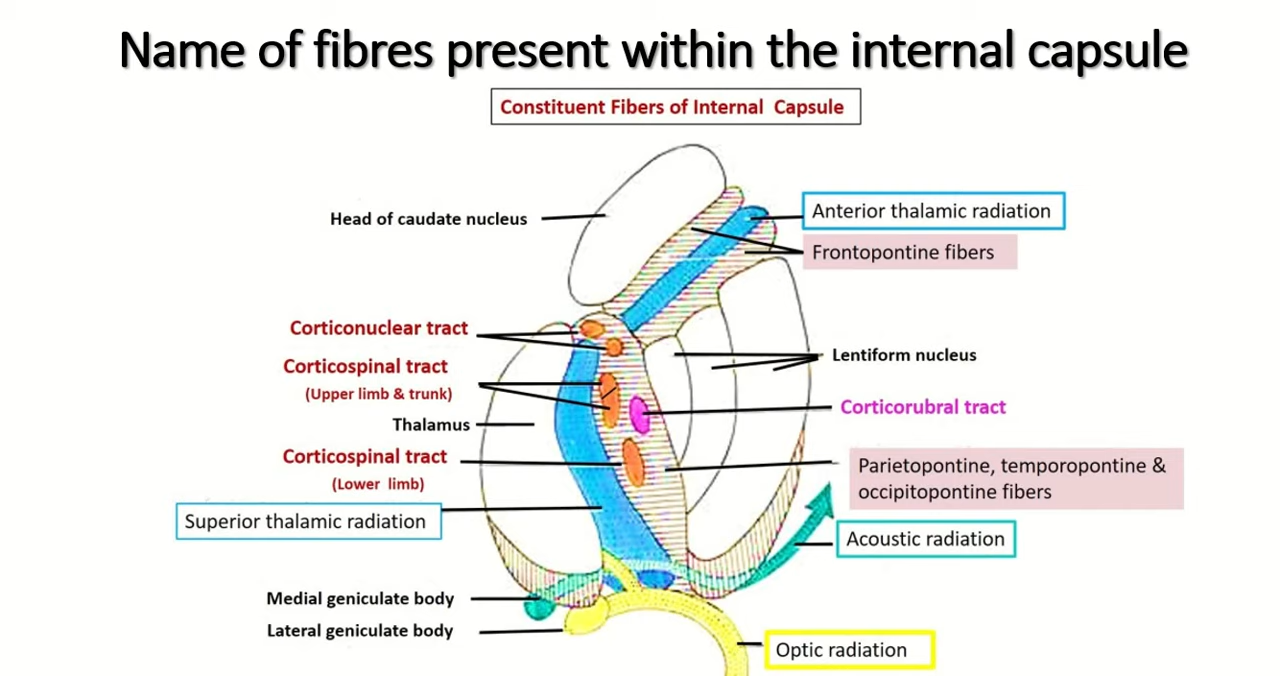 Name of fibres present within the internal capsule
Constituent Fibers of Internal Capsule
Head of caudate nucleus
Anterior thalamic radiation
Frontopontine fibers
Corticonuclear tract
Corticospinal tract
(Upper limb & trunk)
Lentiform nucleus
Thalamus
Corticorubral tract
Corticospinal tract
(Lower limb)
Parietopontine, temporopontine &
occipitopontine fibers
Superior thalamic radiation
Acoustic radiation
Medial geniculate body
Lateral geniculate body
Optic radiation